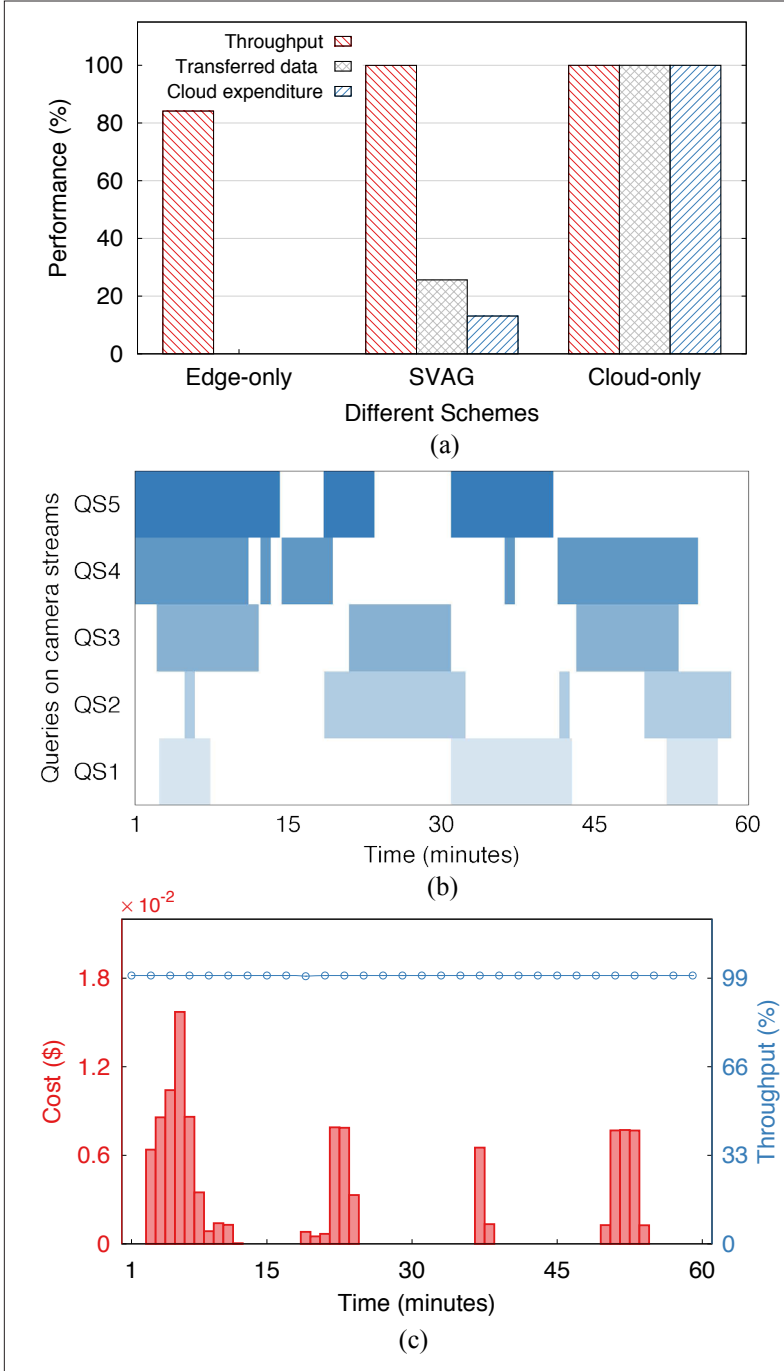 Throughput
Transferred data
Cloud expenditure
100
80
60
40
20
0
Performance (%)
Edge-only
SVAG
Cloud-only
Different Schemes
(a)
Queries on camera streams
QS5
QS4
QS3
QS2
QS1
1
15
30
45
60
Time (minutes)
(b)
× 10-2
1.8
1.2
0.6
0
Cost ($)
99
66
33
0
Throughput (%)
1
15
30
45
60
Time (minutes)
(c)